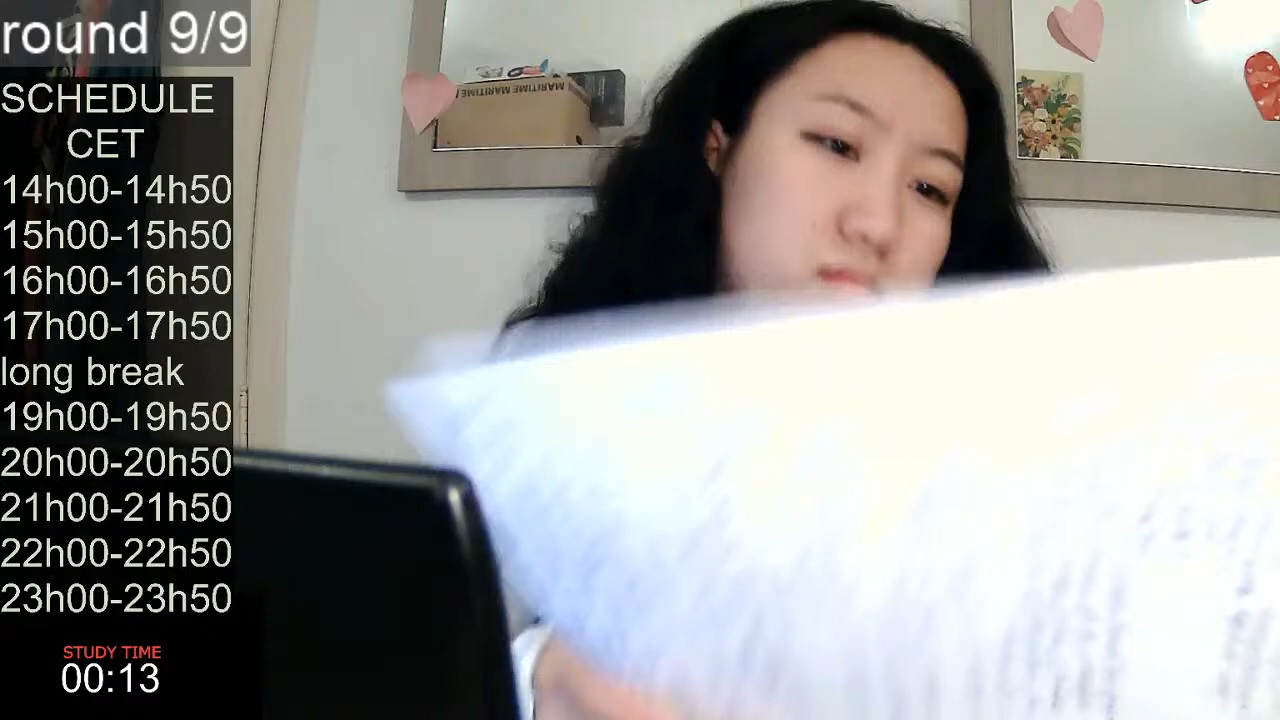 round 9/9
SCHEDULE
CET
14h00-14h50
15h00-15h50
16h00-16h50
17h00-17h50
long break
19h00-19h50
20h00-20h50
21h00-21h50
22h00-22h50
23h00-23h50
STUDY TIME
00:13
MARITIME MARITIME